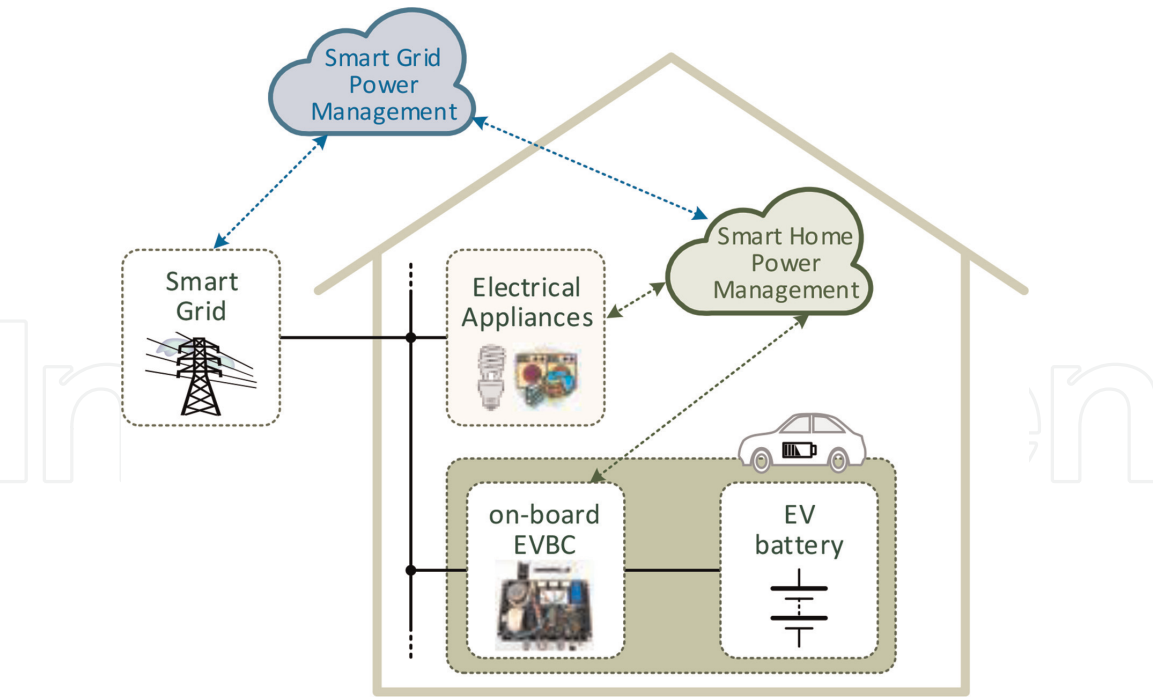 Smart Grid
Power
Management
Smart Home
Power
Management
Smart
Grid
Electrical
Appliances
on-board
EVBC
EV
battery